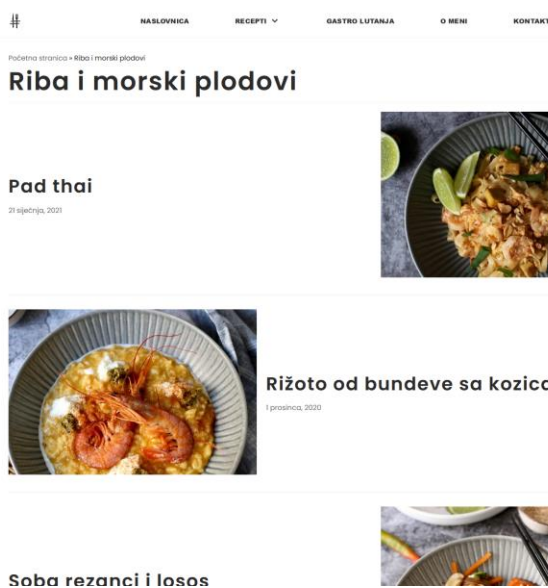 NASLOVNICA RECEPTI GASTRO LUTANJA O MENI KONTAKT
Početna stranica » Riba i morski plodovi
Riba i morski plodovi
Pad thai
21 siječnja, 2021
Rižoto od bundeve sa kozica
1 prosinca, 2020
Soba rezanci i losos